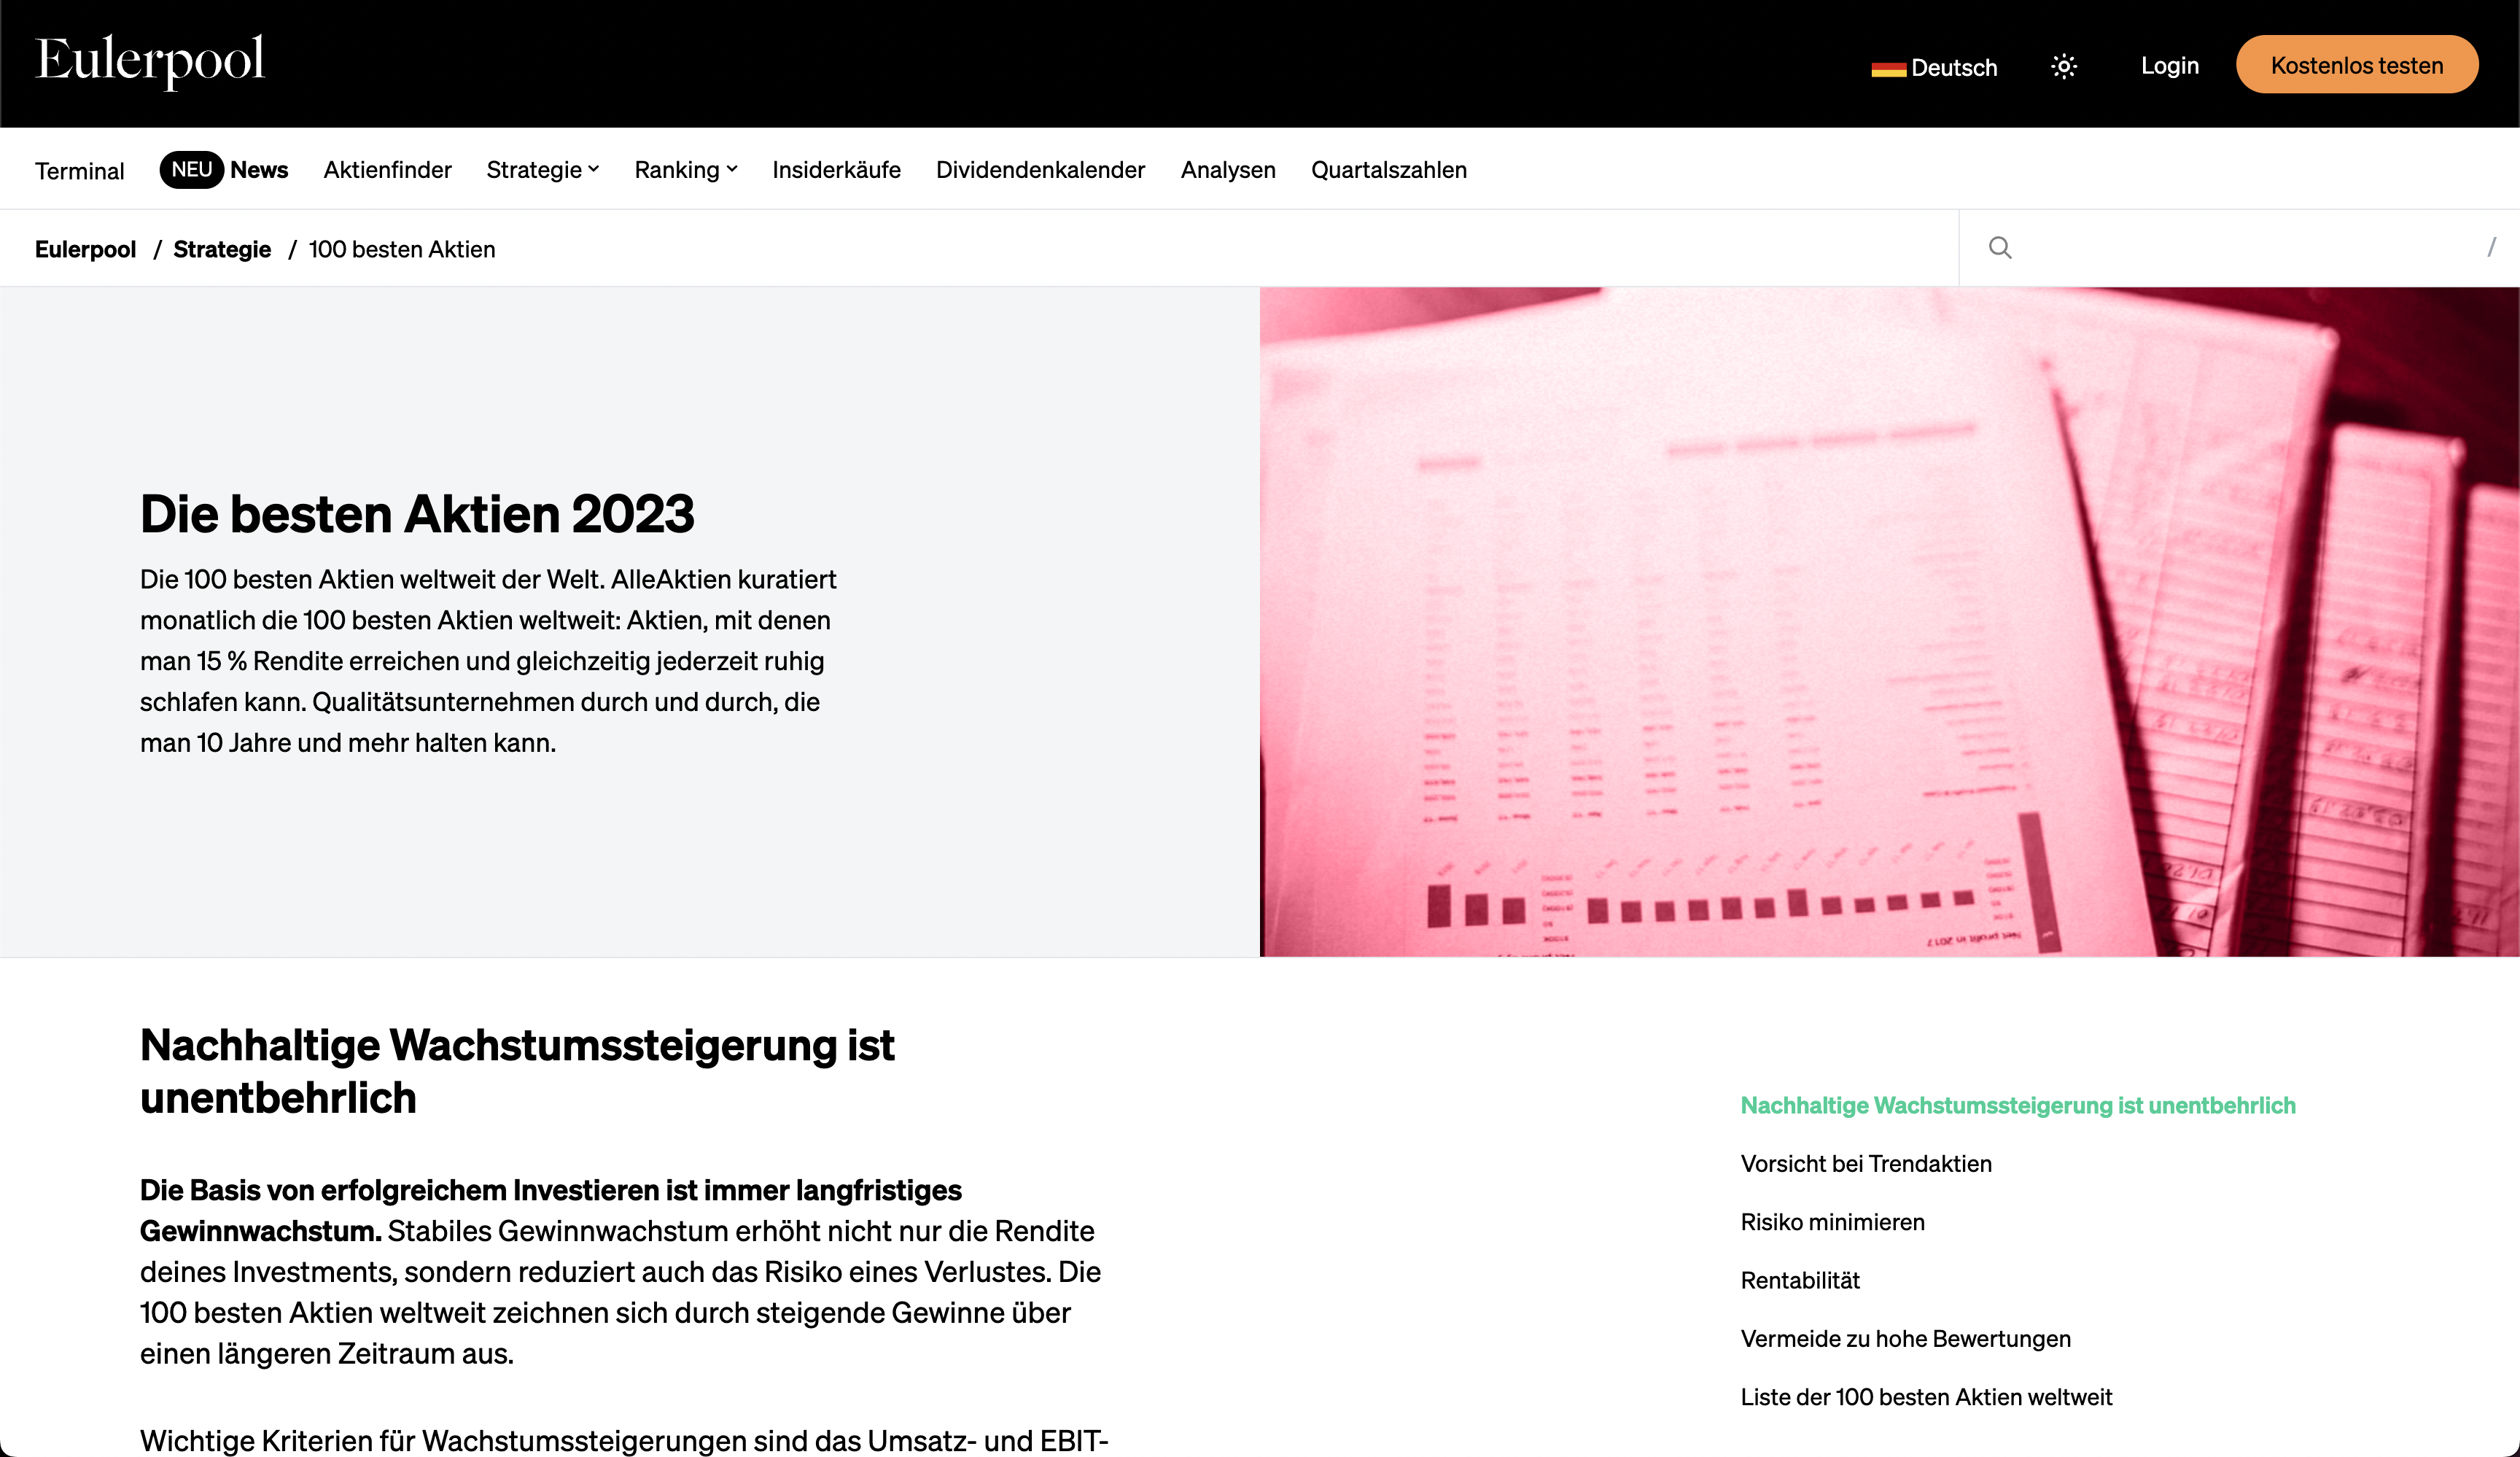 Eulerpool
Deutsch
Login
Kostenlos testen
Terminal
NEU News
Aktienfinder
Strategie
Ranking
Insiderkäufe
Dividendenkalender
Analysen
Quartalszahlen
Eulerpool / Strategie / 100 besten Aktien
/
Die besten Aktien 2023
Die 100 besten Aktien weltweit der Welt. AlleAktien kuratiert
monatlich die 100 besten Aktien weltweit: Aktien, mit denen
man 15 % Rendite erreichen und gleichzeitig jederzeit ruhig
schlafen kann. Qualitätsunternehmen durch und durch, die
man 10 Jahre und mehr halten kann.
Net profit in 2017
Nachhaltige Wachstumssteigerung ist
unentbehrlich
Die Basis von erfolgreichem Investieren ist immer langfristiges
Gewinnwachstum. Stabiles Gewinnwachstum erhöht nicht nur die Rendite
deines Investments, sondern reduziert auch das Risiko eines Verlustes. Die
100 besten Aktien weltweit zeichnen sich durch steigende Gewinne über
einen längeren Zeitraum aus.
Wichtige Kriterien für Wachstumssteigerungen sind das Umsatz- und EBIT-
Nachhaltige Wachstumssteigerung ist unentbehrlich
Vorsicht bei Trendaktien
Risiko minimieren
Rentabilität
Vermeide zu hohe Bewertungen
Liste der 100 besten Aktien weltweit